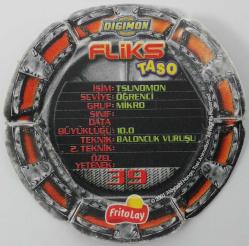 DIGIMON
FLiKS
TASO
İSİM: TSUNOMON
SEVİYE: ÖĞRENCİ
GRUP: MİKRO
SINIF:
DATA
BÜYÜKLÜĞÜ: 10.0
TEKNİK: BALONCUK VURUŞU
2. TEKNİK:
ÖZEL
YETENEK:
39
FritoLay